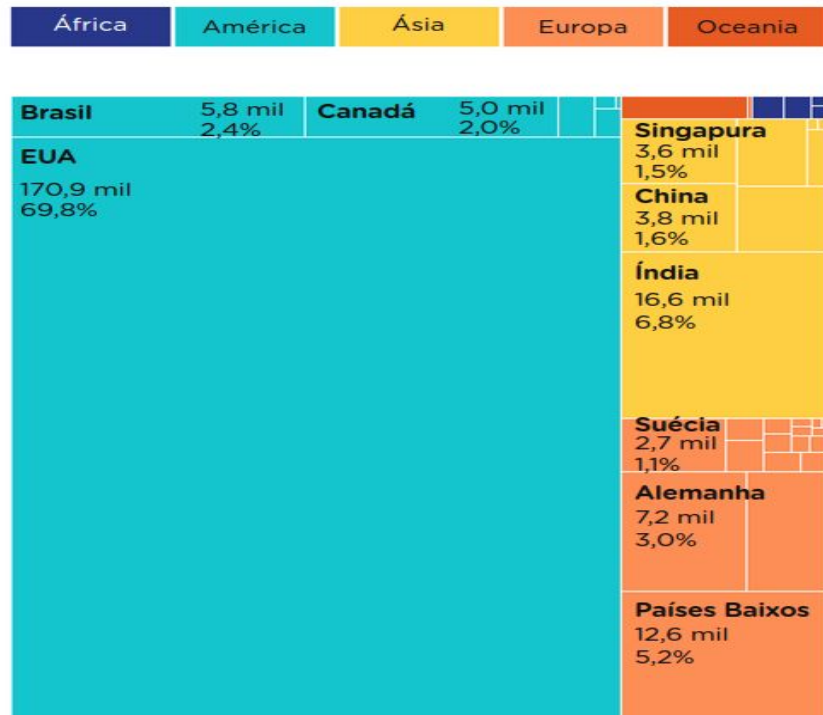 África América Ásia Europa Oceania
Brasil 5,8 mil
2,4%
Canadá 5,0 mil
2,0%
EUA
170,9 mil
69,8%
Singapura
3,6 mil
1,5%
China
3,8 mil
1,6%
Índia
16,6 mil
6,8%
Suécia
2,7 mil
1,1%
Alemanha
7,2 mil
3,0%
Países Baixos
12,6 mil
5,2%